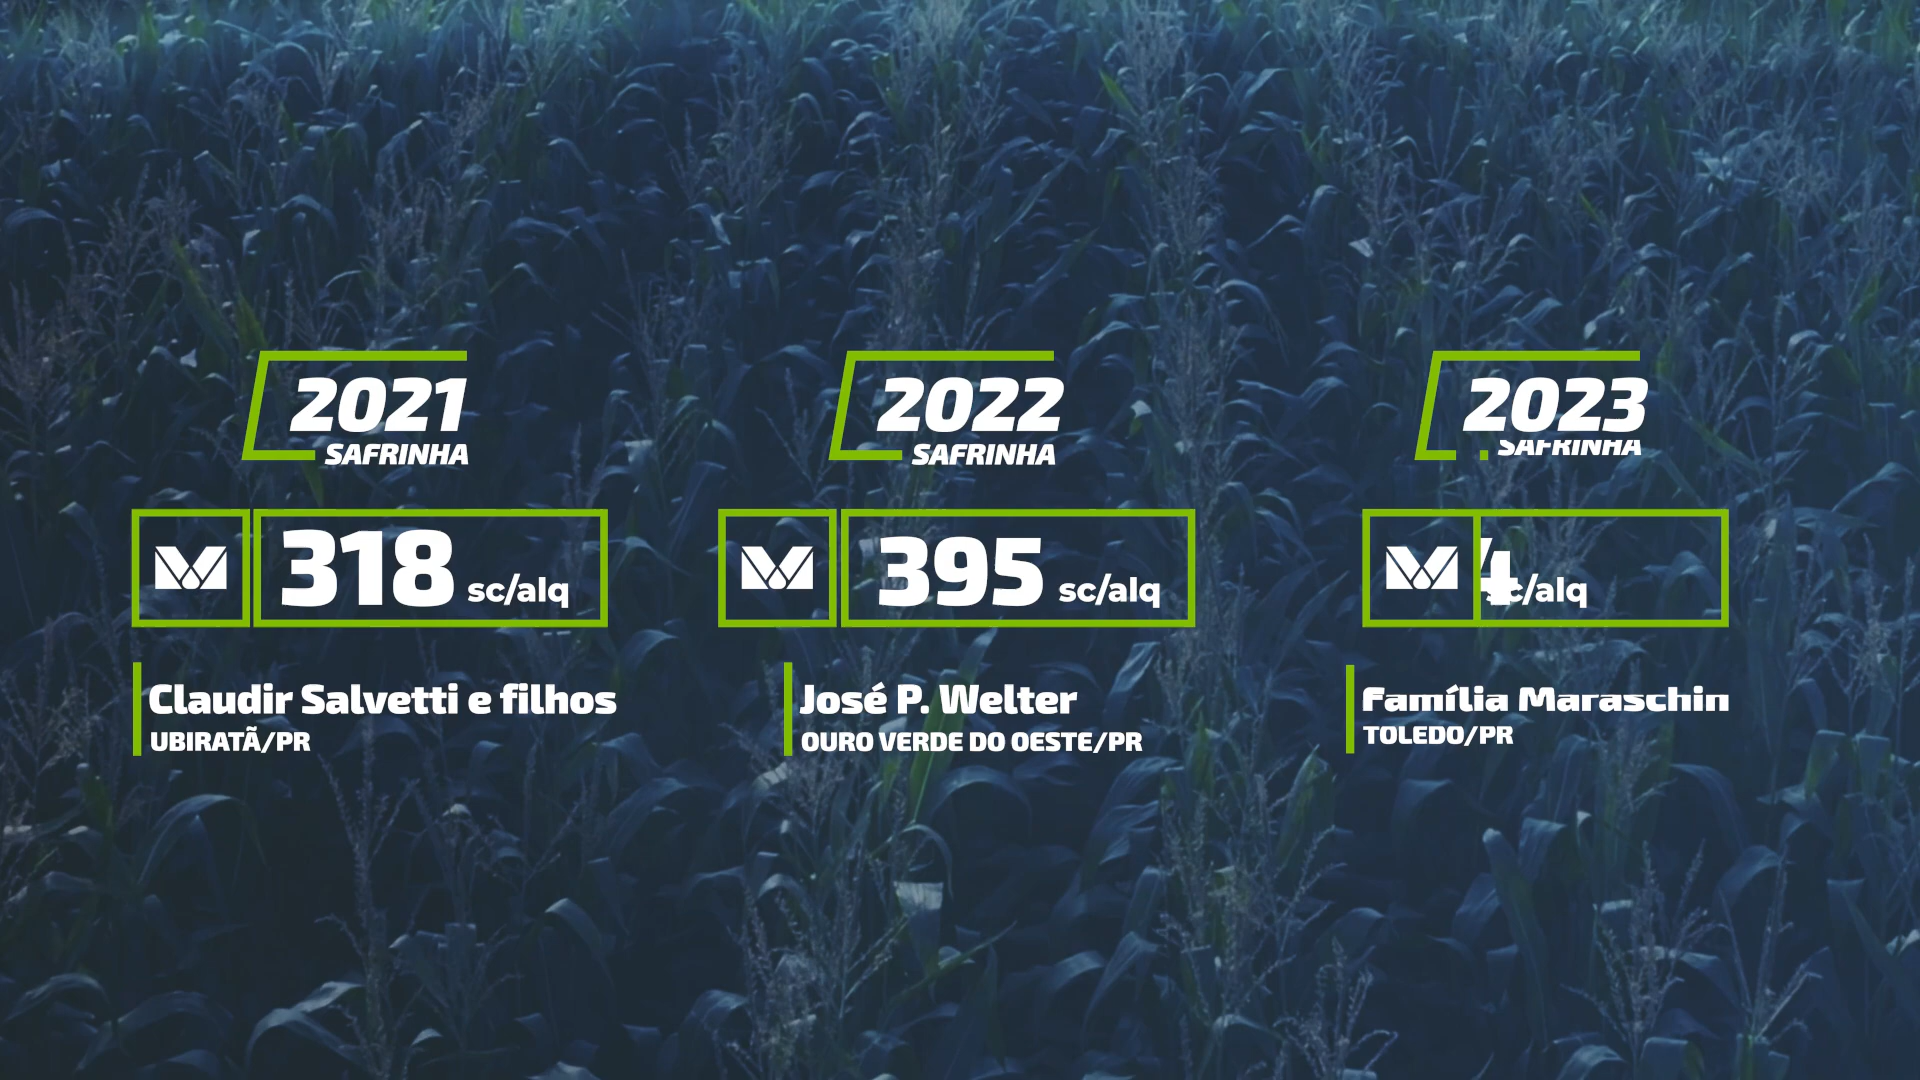 2021
SAFRINHA
318 sc/alq
Claudir Salvetti e filhos
UBIRATÃ/PR
2022
SAFRINHA
395 sc/alq
José P. Welter
OURO VERDE DO OESTE/PR
2023
SAFRINHA
sc/alq
Família Maraschin
TOLEDO/PR